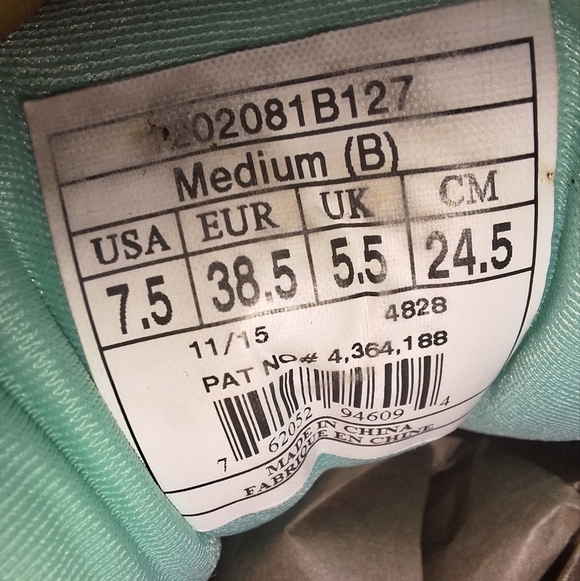 1202081B127
Medium (B)
USA EUR UK CM
7.5 38.5 5.5 24.5
11/15 4828
PAT NO# 4,364,188
7 62052 94609 4
MADE IN CHINA
FABRIQUE EN CHINE